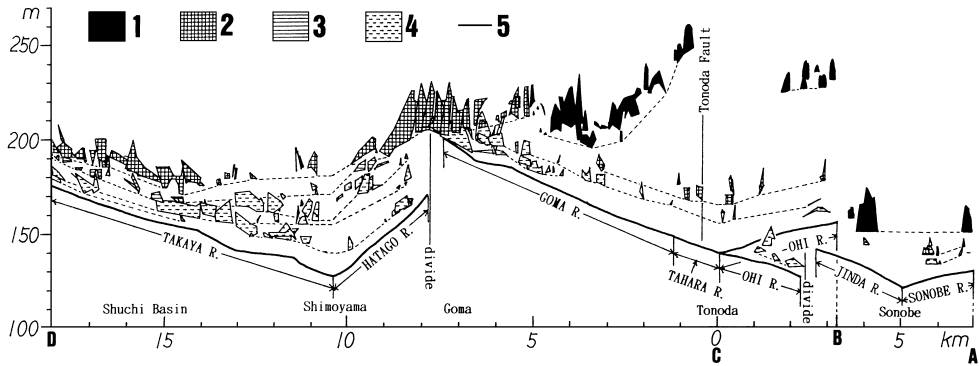 m
250
200
150
100
1 2 3 4 5
Tonoda Fault
TAKAYA R.
HATAGO R.
divide
GOMA R.
TAHARA R.
OHI R.
OHI R.
divide
JINDA R.
SONOBE R.
Shuchi Basin
Shimoyama
Goma
Tonoda
Sonobe
D 15 10 5 0 C B 5 km A